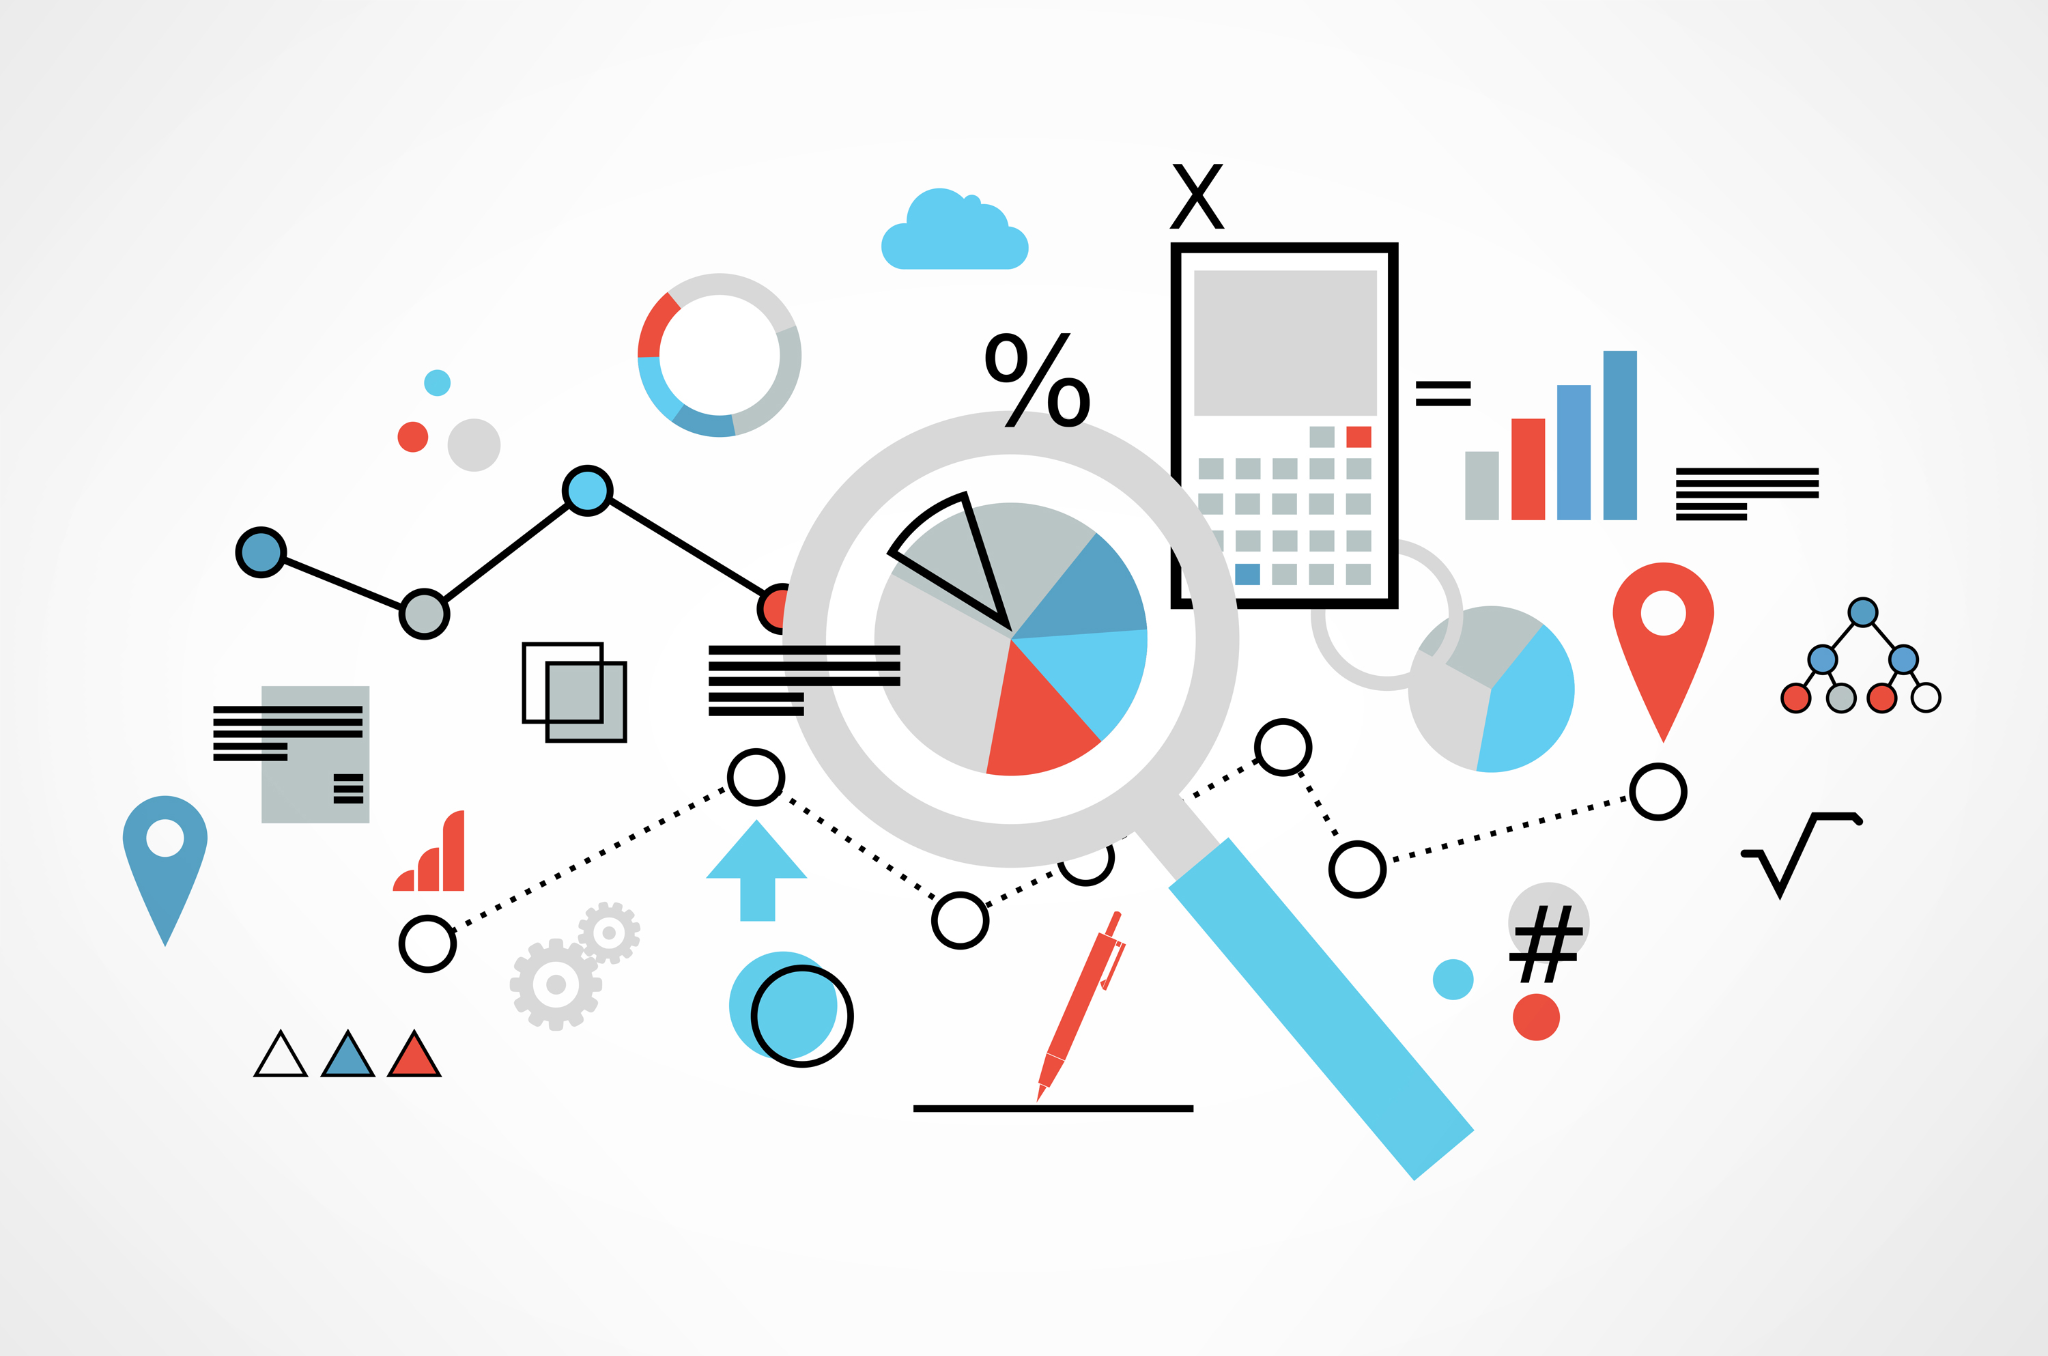 X
%
=
#